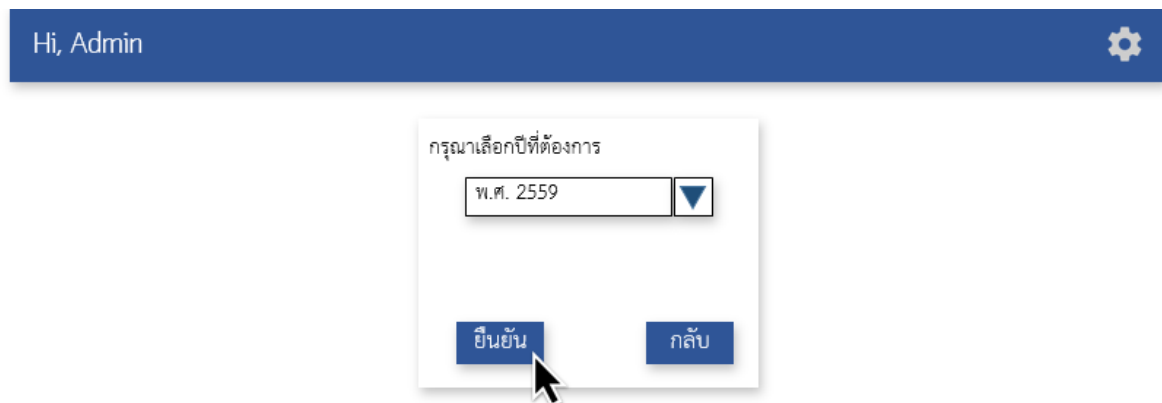 Hi, Admin
กรุณาเลือกปีที่ต้องการ
พ.ศ. 2559
ยืนยัน
กลับ